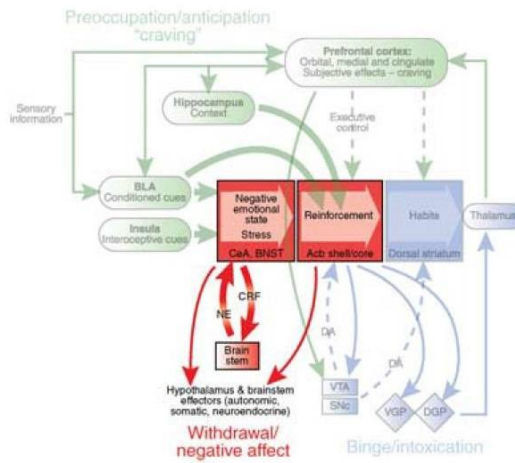 Preoccupation/anticipation
"craving"
Prefrontal cortex:
Orbital, medial and cingulate
Subjective effects – craving
Hippocampus
Context
Sensory
information
Executive
control
BLA
Conditioned cues
Insula
Interoceptive cues
Negative
emotional
state
Stress
CeA, BNST
Reinforcement
Acb shell/core
Habits
Dorsal striatum
Thalamus
CRF
NE
Brain
stem
DA
DA
VTA
SNc
VGP
DGP
Hypothalamus & brainstem
effectors (autonomic,
somatic, neuroendocrine)
Withdrawal/
negative affect
Binge/intoxication